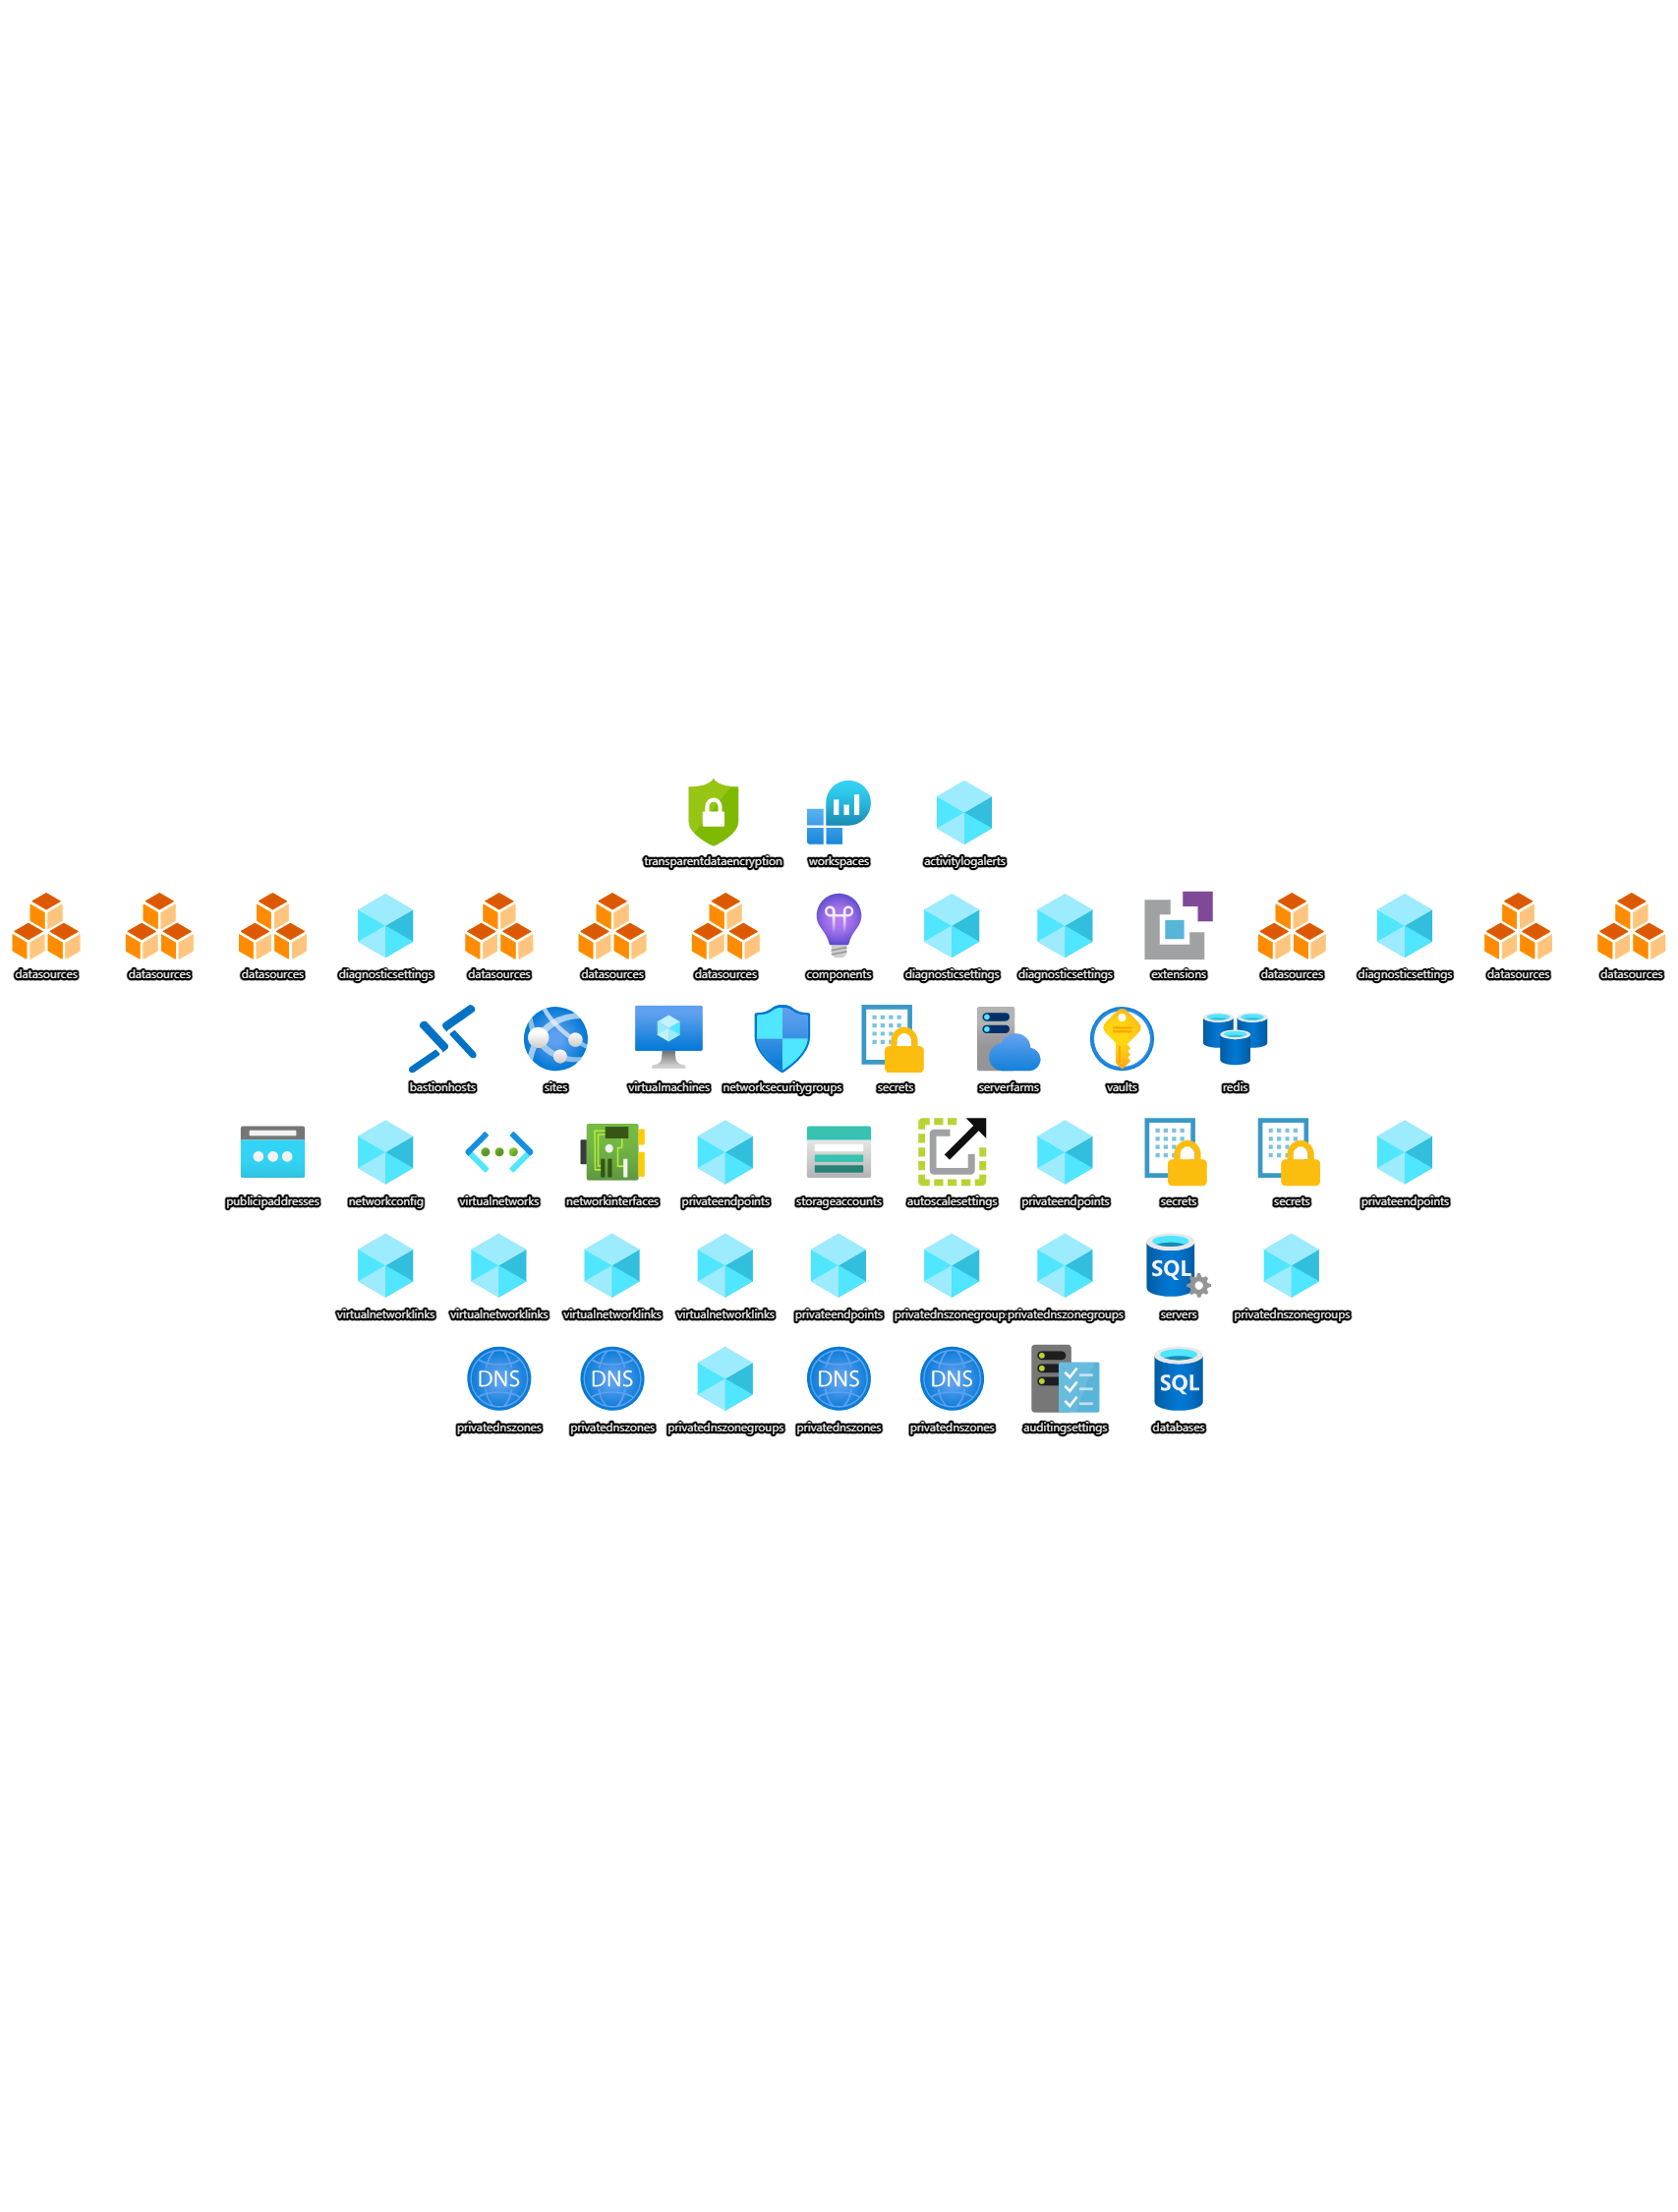 transparentdataencryption workspaces activitylogalerts
datasources datasources datasources diagnosticsettings datasources datasources datasources components diagnosticsettings diagnosticsettings extensions datasources diagnosticsettings datasources datasources
bastionhosts sites virtualmachines networksecuritygroups secrets serverfarms vaults redis
publicipaddresses networkconfig virtualnetworks networkinterfaces privateendpoints storageaccounts autoscalesettings privateendpoints secrets secrets privateendpoints
SQL
virtualnetworklinks virtualnetworklinks virtualnetworklinks virtualnetworklinks privateendpoints privatednszonegroup privatednszonegroups servers privatednszonegroups
DNS DNS DNS DNS SQL
privatednszones privatednszones privatednszonegroups privatednszones privatednszones auditingsettings databases